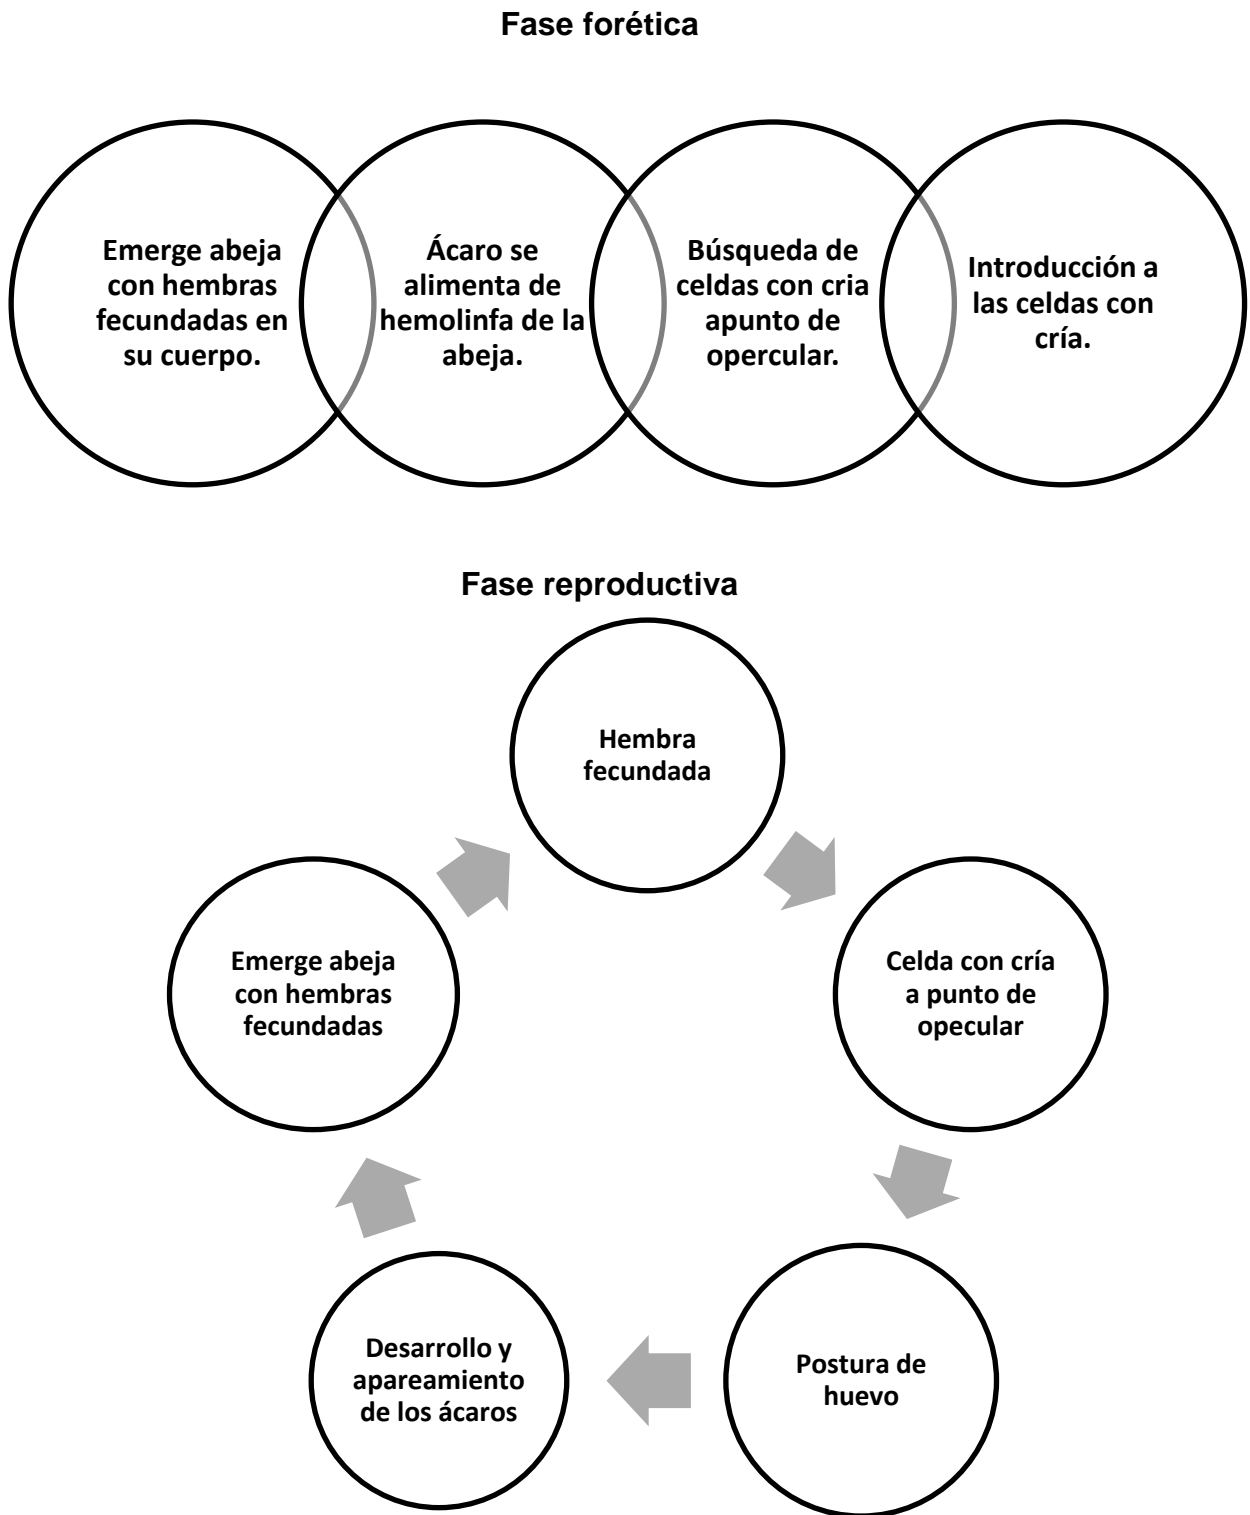 Fase forética
Emerge abeja
con hembras
fecundadas en
su cuerpo.
Ácaro se
alimenta de
hemolinfa de la
abeja.
Búsqueda de
celdas con cria
apunto de
opercular.
Introducción a
las celdas con
cría.
Fase reproductiva
Hembra
fecundada
Celda con cría
a punto de
opecular
Postura de
huevo
Desarrollo y
apareamiento
de los ácaros
Emerge abeja
con hembras
fecundadas